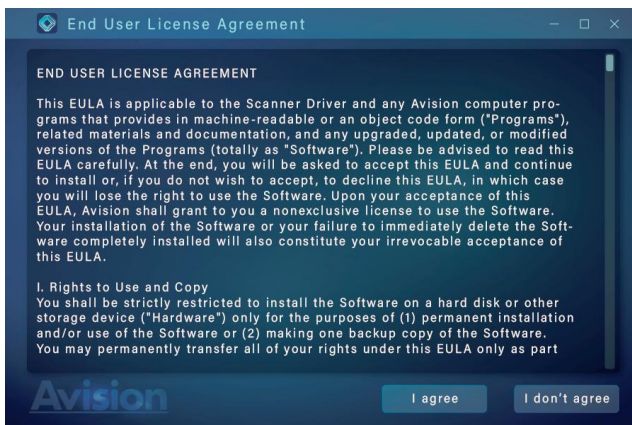 End User License Agreement
END USER LICENSE AGREEMENT
This EULA is applicable to the Scanner Driver and any Avision computer pro-
grams that provides in machine-readable or an object code form ("Programs"),
related materials and documentation, and any upgraded, updated, or modified
versions of the Programs (totally as "Software"). Please be advised to read this
EULA carefully. At the end, you will be asked to accept this EULA and continue
to install or, if you do not wish to accept, to decline this EULA, in which case
you will lose the right to use the Software. Upon your acceptance of this
EULA, Avision shall grant to you a nonexclusive license to use the Software.
Your installation of the Software or your failure to immediately delete the Soft-
ware completely installed will also constitute your irrevocable acceptance of
this EULA.
I. Rights to Use and Copy
You shall be strictly restricted to install the Software on a hard disk or other
storage device ("Hardware") only for the purposes of (1) permanent installation
and/or use of the Software or (2) making one backup copy of the Software.
You may permanently transfer all of your rights under this EULA only as part
Avision
I agree
I don't agree